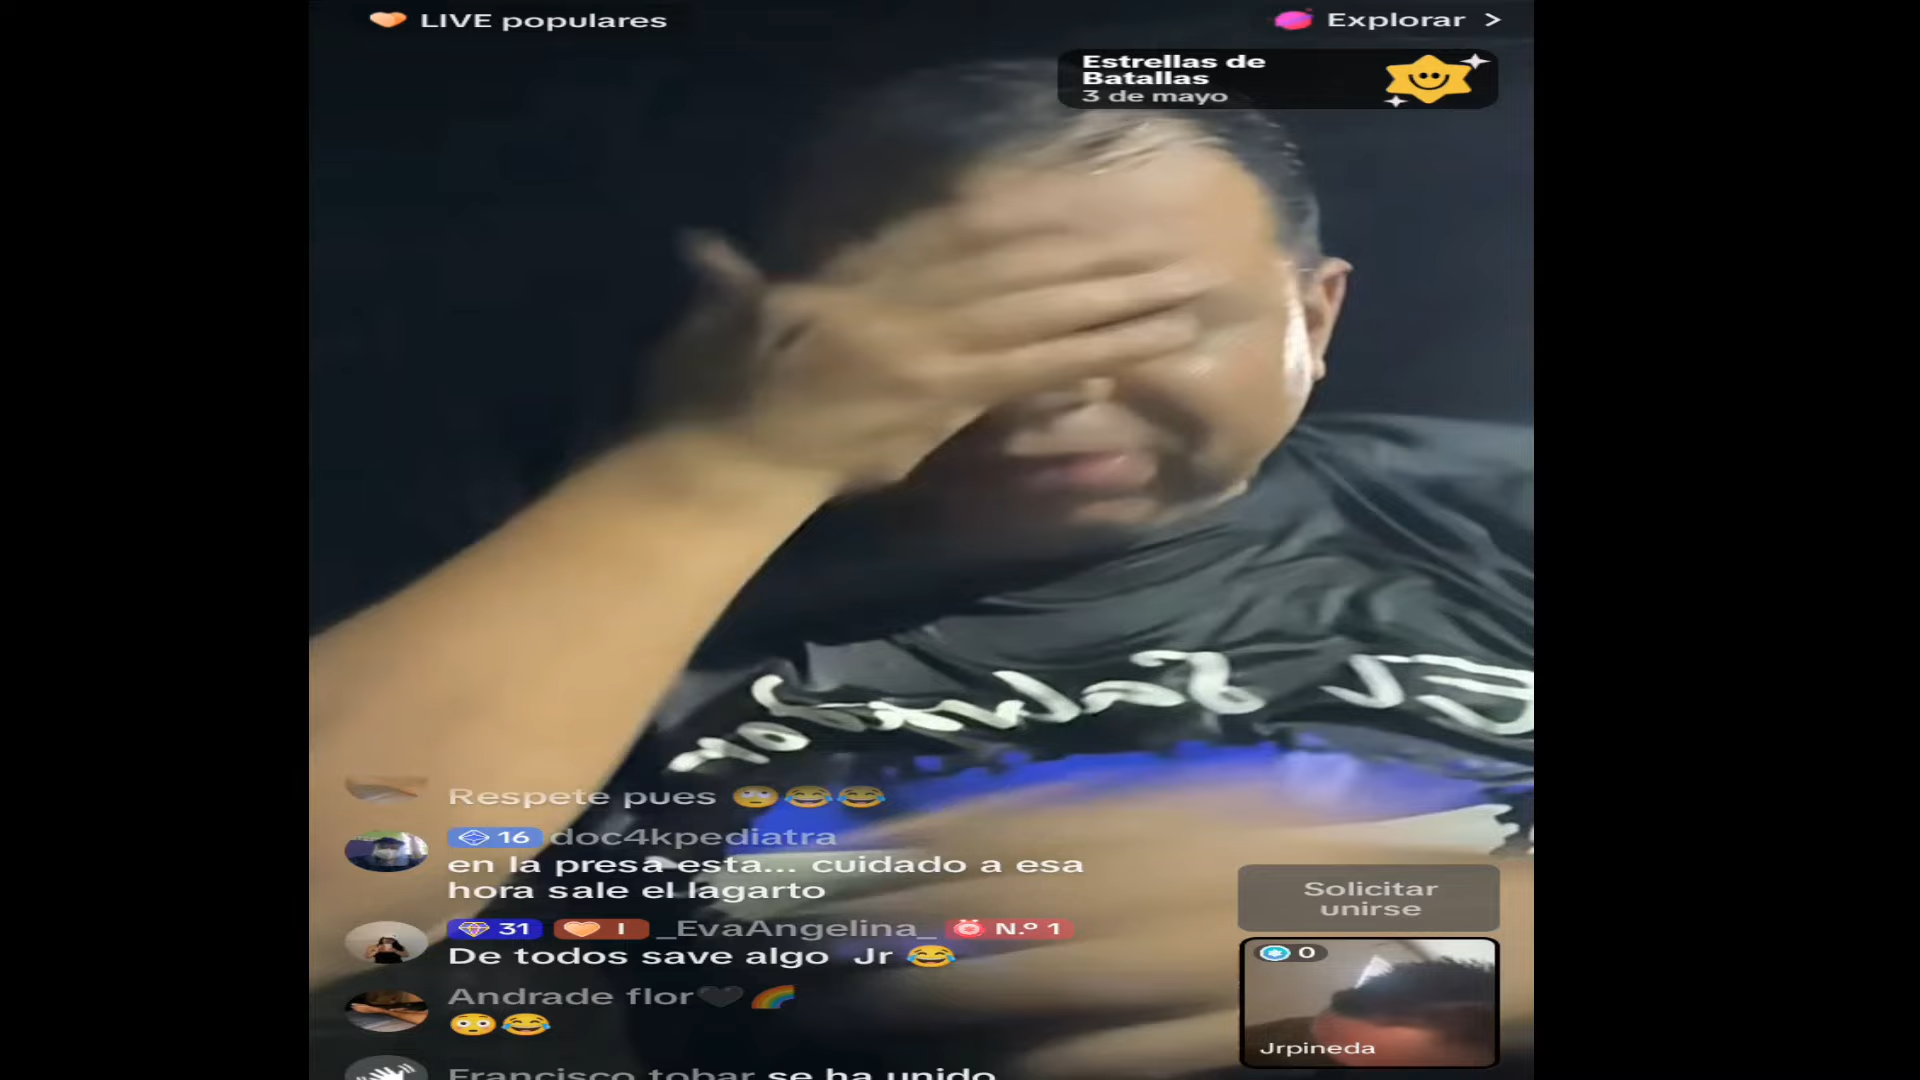 LIVE populares
Explorar >
Estrellas de
Batallas
3 de mayo
Respete pues 🙄😂😂
16 doc4kpediatra
en la presa esta... cuidado a esa
hora sale el lagarto
31 I _EvaAngelina_ N.º 1
De todos save algo Jr 😂
Andrade flor🖤🌈
😳😂
Francisco tobar se ha unido
Solicitar
unirse
0
Jrpineda